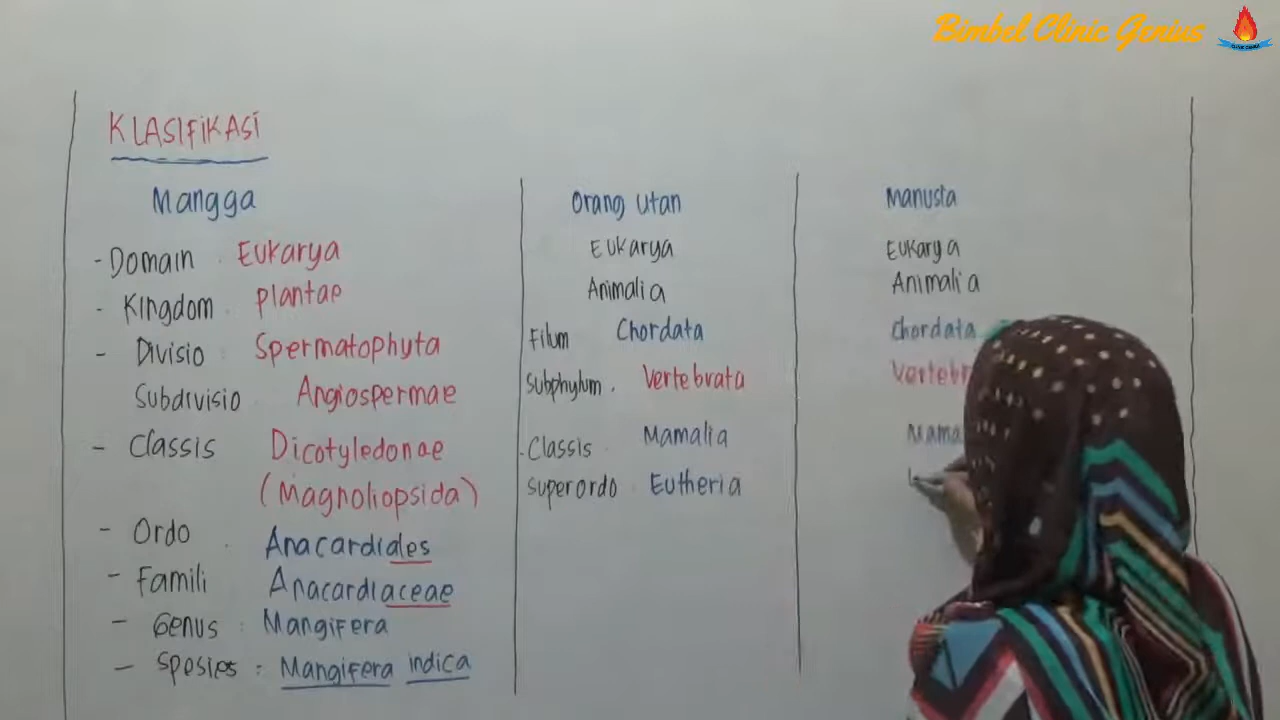 Bimbel Clinic Genius
KLASIFIKASI
Mangga
- Domain : Eukarya
- Kingdom : Plantae
- Divisio : Spermatophyta
Subdivisio : Angiospermae
- Classis Dicotyledonae
(Magnoliopsida)
- Ordo : Anacardiales
- Famili Anacardiaceae
- Genus : Mangifera
- Spesies : Mangifera indica
Orang Utan
Eukarya
Animalia
Filum Chordata
Subphylum . Vertebrata
- Classis : Mamalia
Superordo : Eutheria
Manusia
Eukarya
Animalia
Chordata
Vertebr
Mama